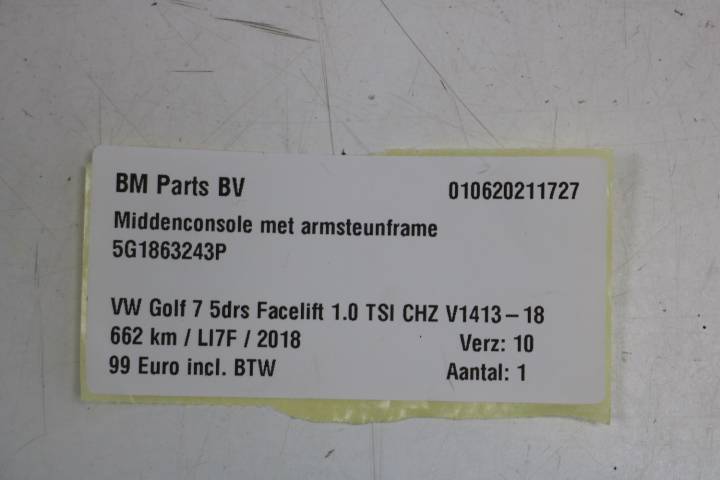 BM Parts BV 010620211727
Middenconsole met armsteunframe
5G1863243P
VW Golf 7 5drs Facelift 1.0 TSI CHZ V1413-18
662 km / LI7F / 2018 Verz: 10
99 Euro incl. BTW Aantal: 1